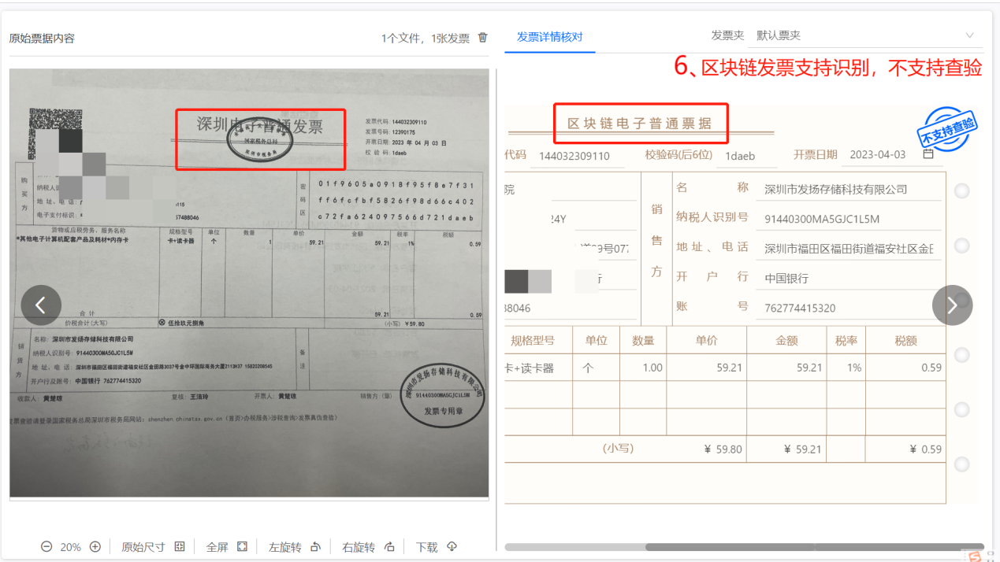 原始票据内容
1个文件，1张发票
发票详情核对
发票夹 默认票夹
6、区块链发票支持识别，不支持查验
深圳电子普通发票
国家税务总局
深圳市税务局
发票代码: 144032309110
发票号码: 12390175
开票日期: 2023 年 04 月 03 日
校 验 码: 1daeb
购买方
纳税人识
地 址、电 话:
电子支付标识:
57488046
密码区
01f9605a0918f95f8e7f31
ff6fcfbf5826f98d66c402
c72fa624097566d721daeb
货物或应税劳务、服务名称 规格型号 单位 数量 单价 金额 税率 税额
*其他电子计算机配套产品及耗材*内存卡 卡+读卡器 个 1 59.21 59.21 1% 0.59
合 计 59.21 0.59
价税合计(大写) ⊗ 伍拾玖元捌角 (小写) ￥59.80
销货方
名称: 深圳市发扬存储科技有限公司
纳税人识别号: 91440300MA5GJC1L5M
地 址、电 话: 深圳市福田区福田街道福安社区金田路3037号金中环国际商务大厦2113H37 15820209545
开户行及账号: 中国银行 762774415320
备注
收款人: 黄楚琼 复核: 王洁玲 开票人: 黄楚琼 销售方: (章)
深圳市发扬存储科技有限公司
91440300MA5GJC1L5M
发票专用章
发票查验请登录国家税务总局深圳市税务局网站: shenzhen.chinatax.gov.cn (首页>办税服务>涉税查询>发票真伪查验)
20% 原始尺寸 全屏 左旋转 右旋转 下载
区块链电子普通票据
不支持查验
代码 144032309110 校验码(后6位) 1daeb 开票日期 2023-04-03
院
24Y
行
38046
销售方
名 称 深圳市发扬存储科技有限公司
纳税人识别号 91440300MA5GJC1L5M
地址、电话 深圳市福田区福田街道福安社区金田
开 户 行 中国银行
账 号 762774415320
规格型号 单位 数量 单价 金额 税率 税额
卡+读卡器 个 1.00 59.21 59.21 1% 0.59
(小写) ￥ 59.80 ￥ 59.21 ￥ 0.59